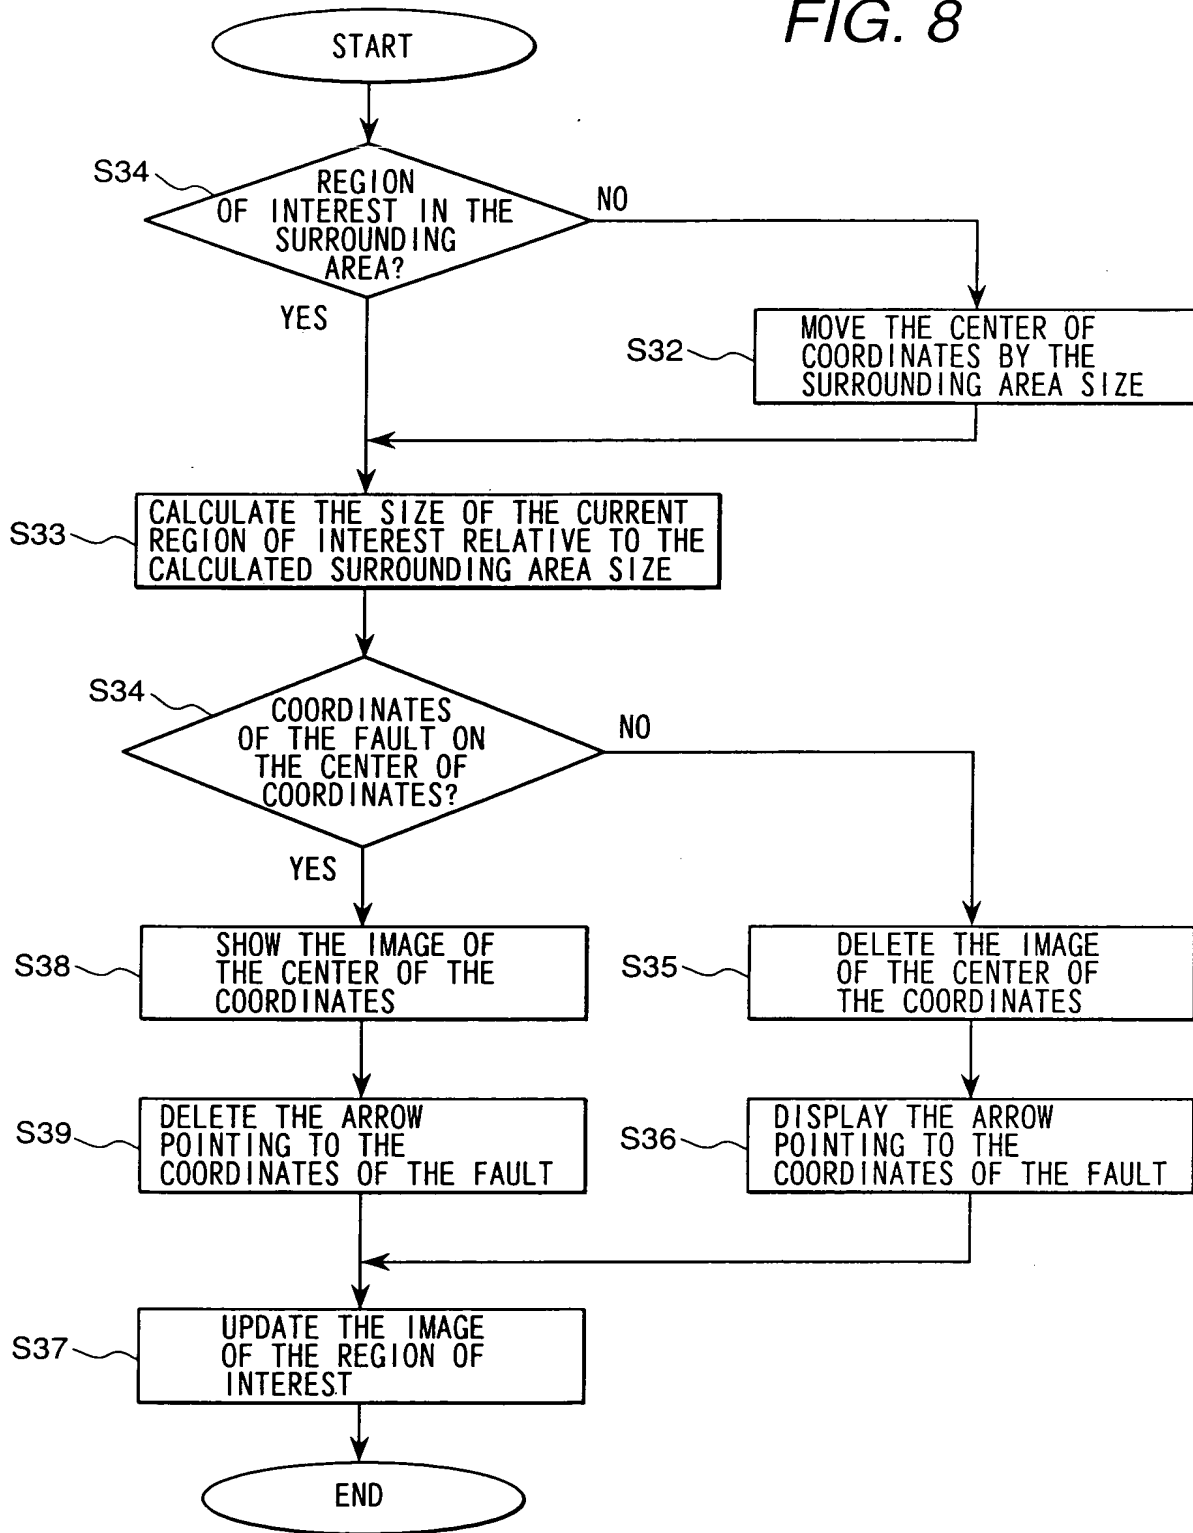 FIG. 8
START
S34
REGION
OF INTEREST IN THE
SURROUNDING
AREA?
NO
YES
S32
MOVE THE CENTER OF
COORDINATES BY THE
SURROUNDING AREA SIZE
S33
CALCULATE THE SIZE OF THE CURRENT
REGION OF INTEREST RELATIVE TO THE
CALCULATED SURROUNDING AREA SIZE
S34
COORDINATES
OF THE FAULT ON
THE CENTER OF
COORDINATES?
NO
YES
S38
SHOW THE IMAGE OF
THE CENTER OF THE
COORDINATES
S35
DELETE THE IMAGE
OF THE CENTER OF
THE COORDINATES
S39
DELETE THE ARROW
POINTING TO THE
COORDINATES OF THE FAULT
S36
DISPLAY THE ARROW
POINTING TO THE
COORDINATES OF THE FAULT
S37
UPDATE THE IMAGE
OF THE REGION OF
INTEREST
END